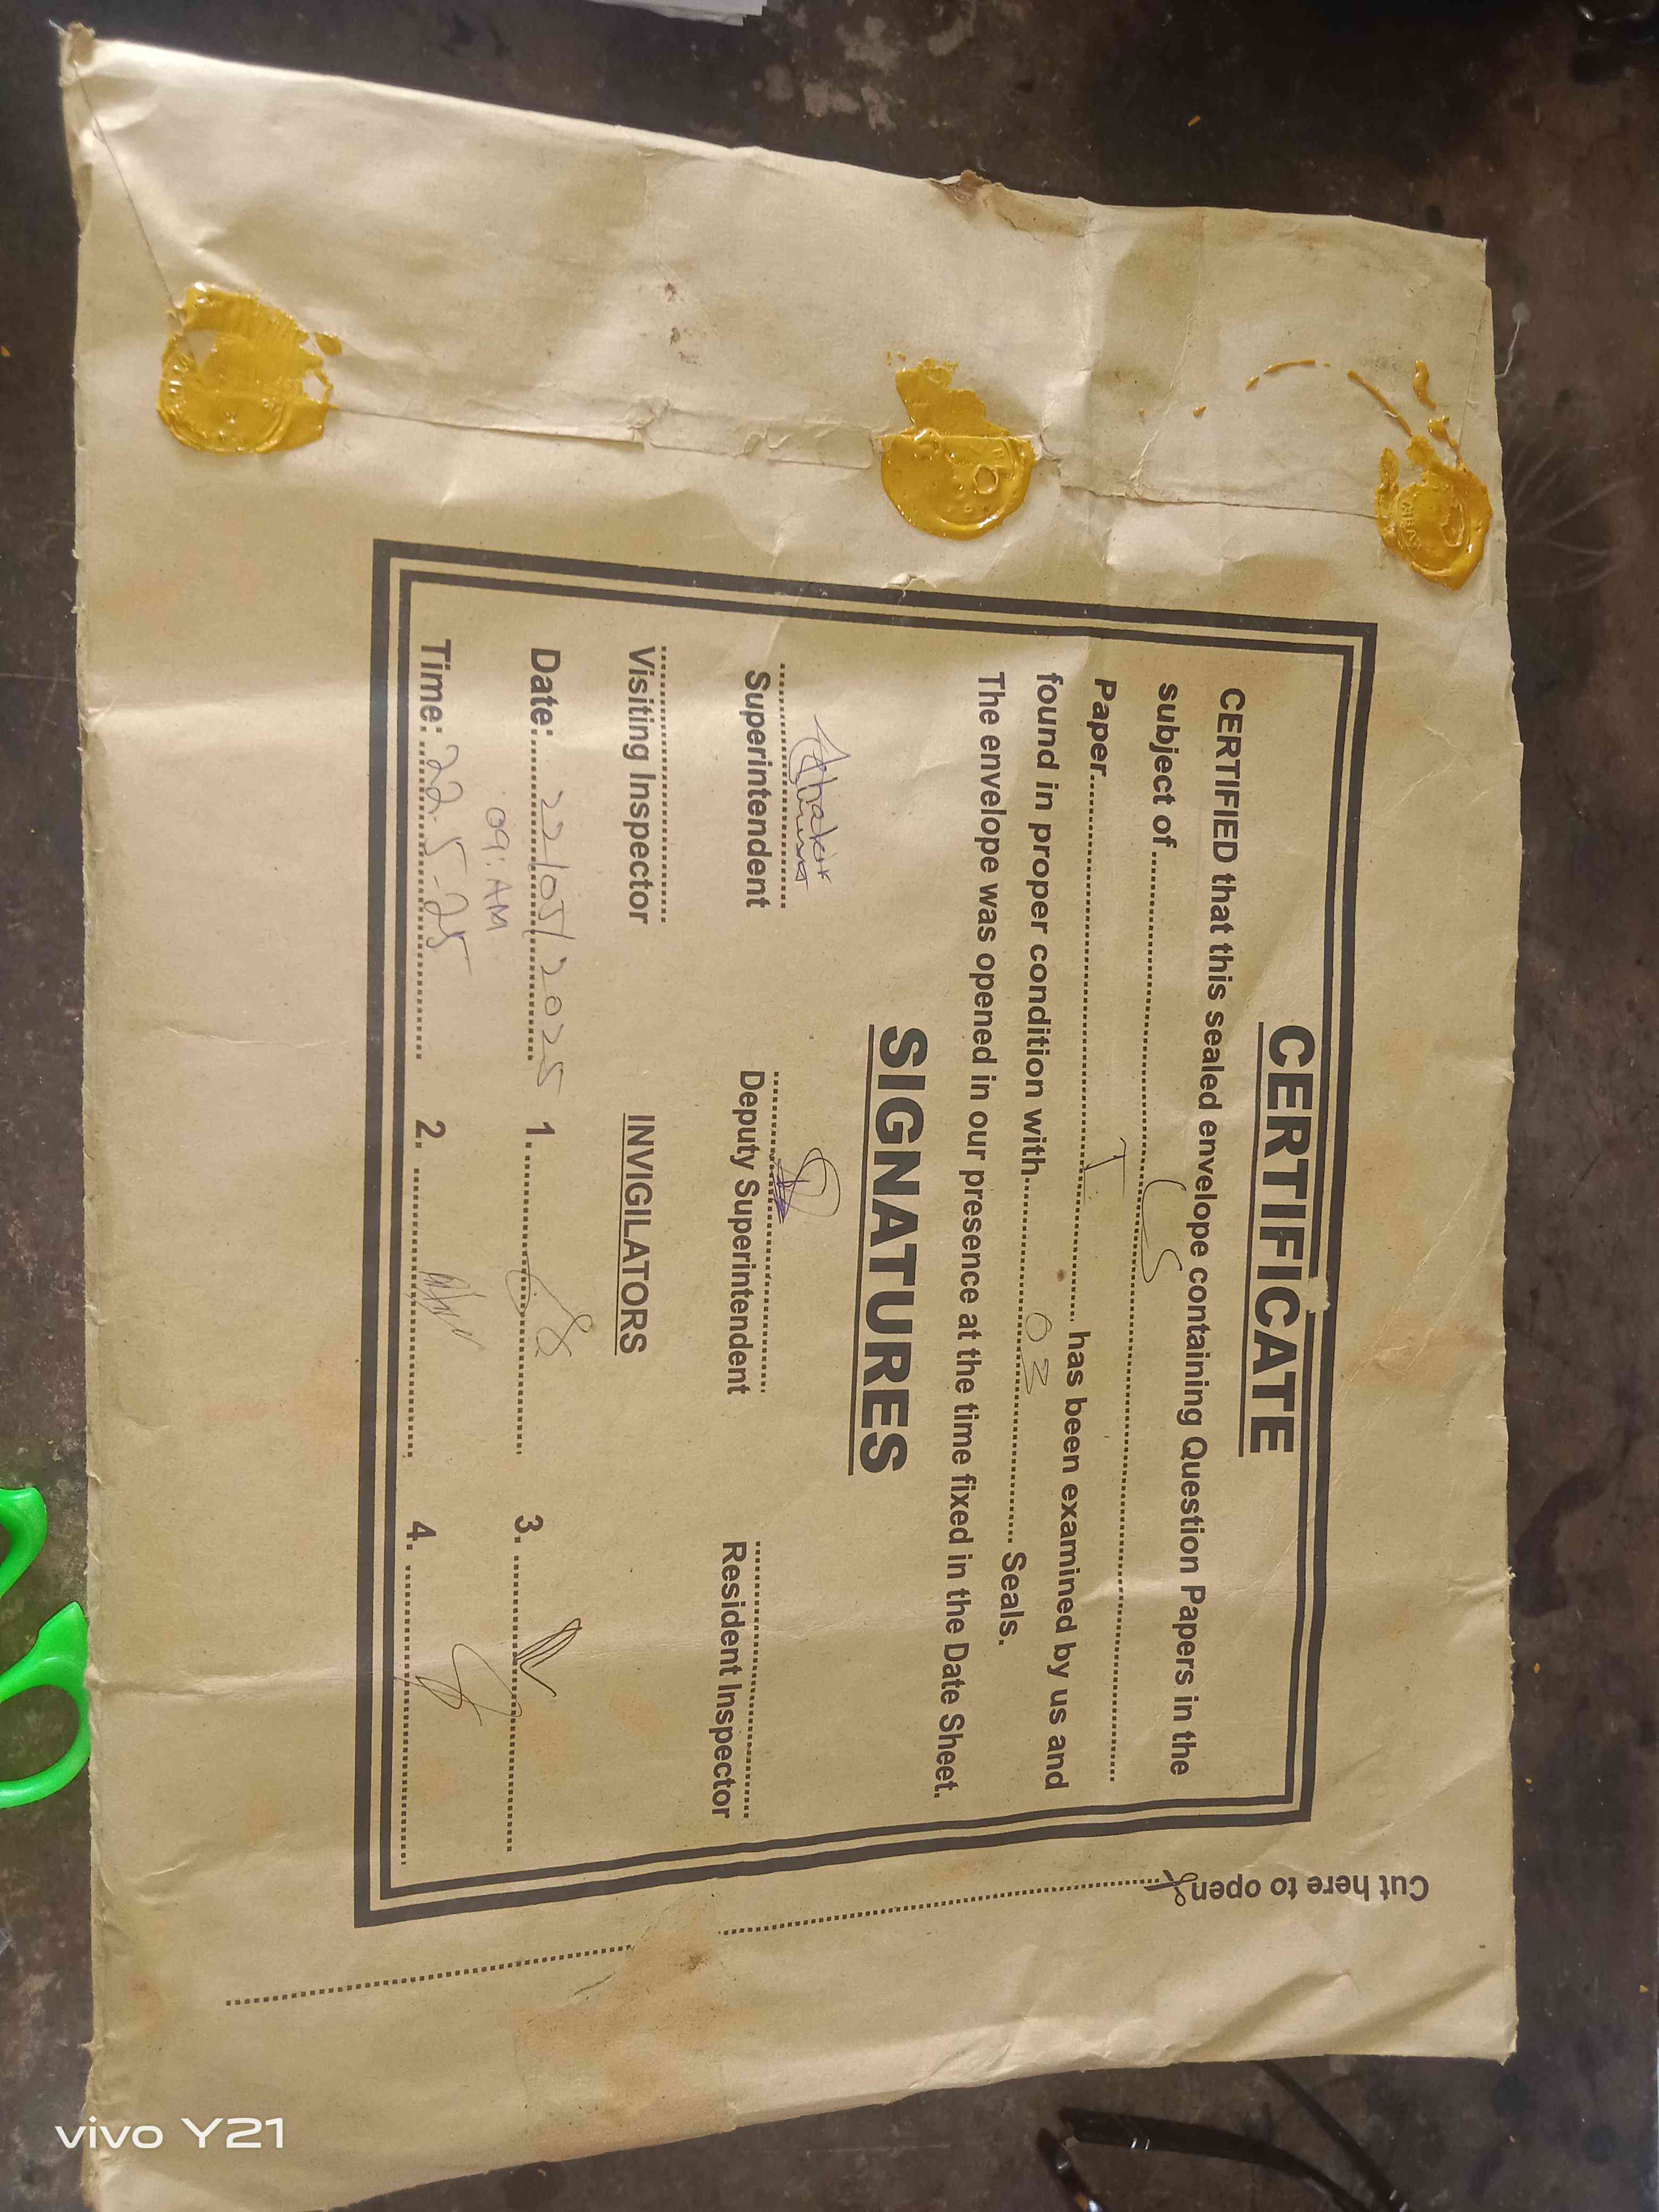 CERTIFICATE
CERTIFIED that this sealed envelope containing Question Papers in the
subject of
Paper I has been examined by us and
found in proper condition with 03 Seals.
The envelope was opened in our presence at the time fixed in the Date Sheet.
SIGNATURES
Superintendent Deputy Superintendent Resident Inspector
Visiting Inspector INVIGILATORS
Date: 22/05/2025 1. 3.
09: AM
Time: 22-5-25 2. 4.
Cut here to open
vivo Y21